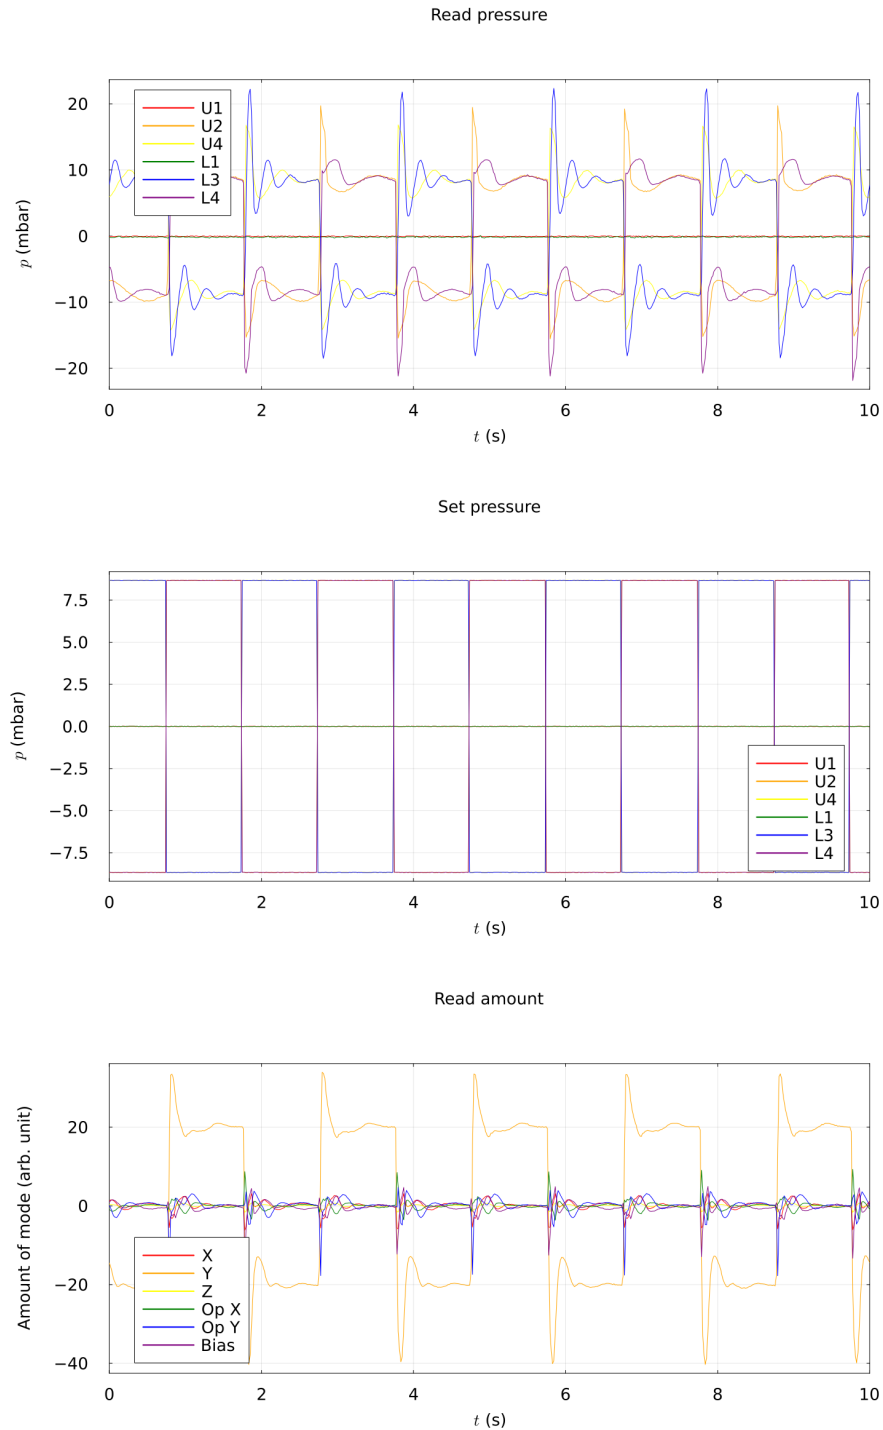 Read pressure
p (mbar)
20
10
0
−10
−20
U1
U2
U4
L1
L3
L4
0 2 4 6 8 10
t (s)
Set pressure
p (mbar)
7.5
5.0
2.5
0.0
−2.5
−5.0
−7.5
U1
U2
U4
L1
L3
L4
0 2 4 6 8 10
t (s)
Read amount
Amount of mode (arb. unit)
20
0
−20
−40
X
Y
Z
Op X
Op Y
Bias
0 2 4 6 8 10
t (s)